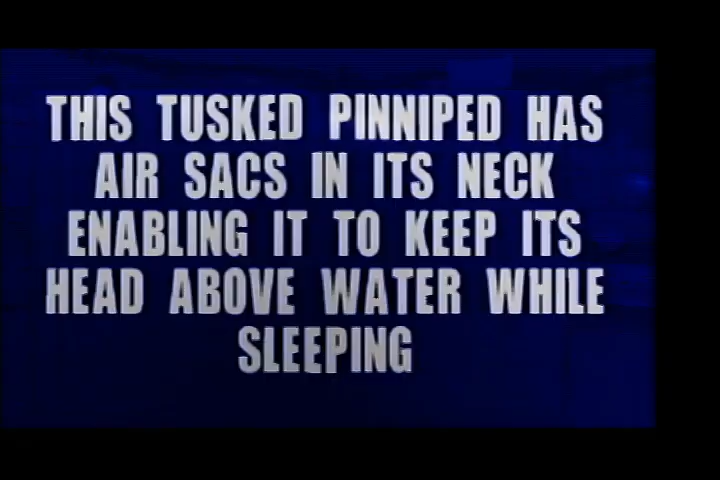 THIS TUSKED PINNIPED HAS
AIR SACS IN ITS NECK
ENABLING IT TO KEEP ITS
HEAD ABOVE WATER WHILE
SLEEPING